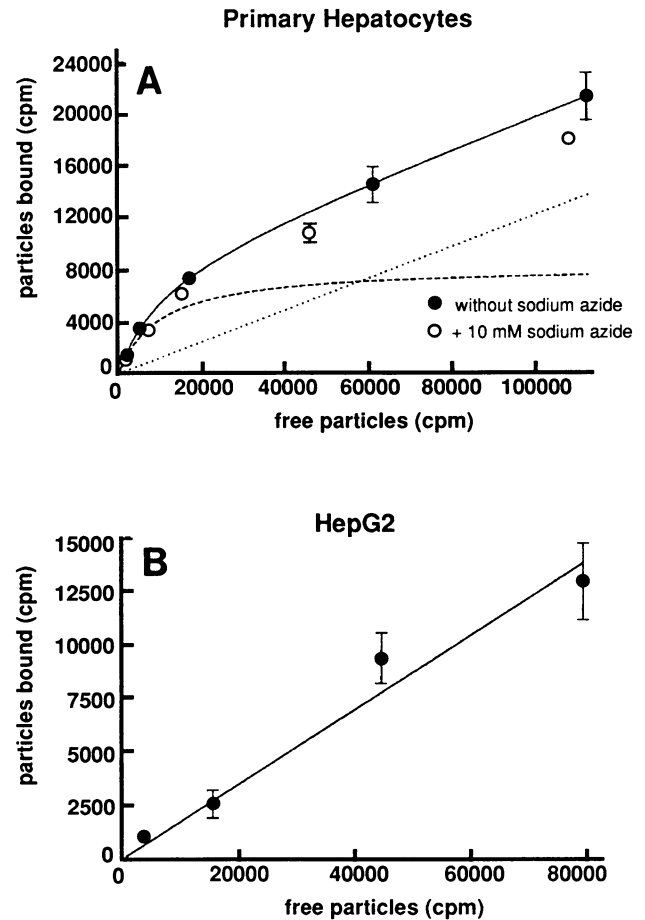 Primary Hepatocytes
A
24000
20000
16000
12000
8000
4000
0
particles bound (cpm)
without sodium azide
+ 10 mM sodium azide
0 20000 40000 60000 80000 100000
free particles (cpm)
HepG2
B
15000
12500
10000
7500
5000
2500
0
particles bound (cpm)
0 20000 40000 60000 80000
free particles (cpm)